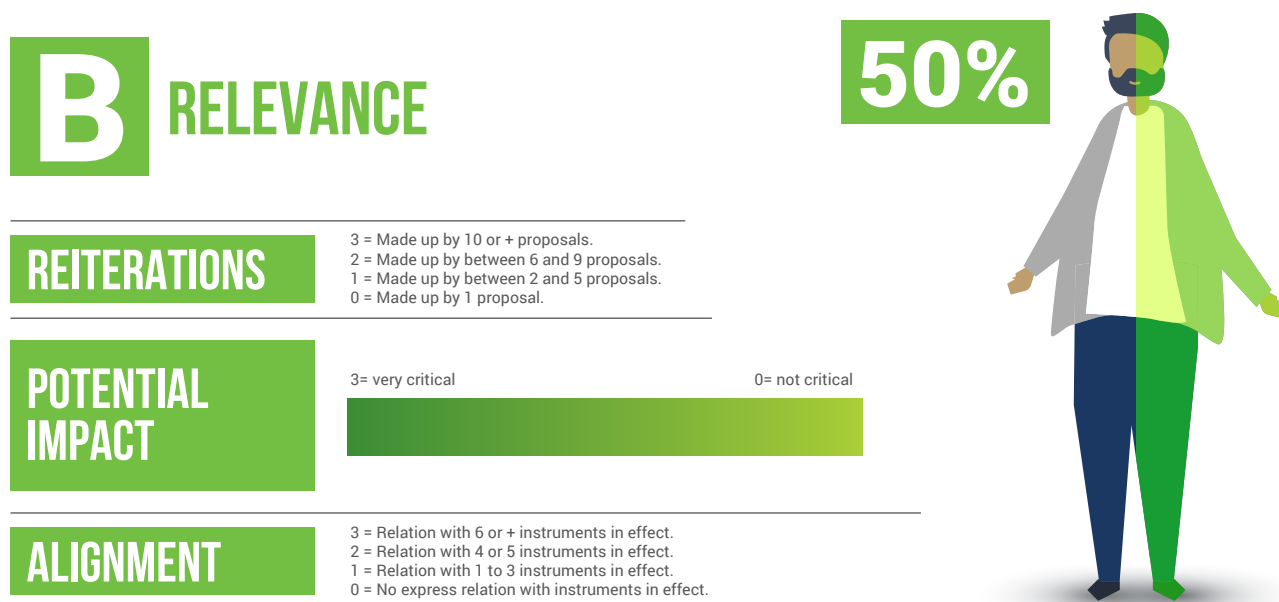 B RELEVANCE
50%
REITERATIONS
3 = Made up by 10 or + proposals.
2 = Made up by between 6 and 9 proposals.
1 = Made up by between 2 and 5 proposals.
0 = Made up by 1 proposal.
POTENTIAL
IMPACT
3= very critical
0= not critical
ALIGNMENT
3 = Relation with 6 or + instruments in effect.
2 = Relation with 4 or 5 instruments in effect.
1 = Relation with 1 to 3 instruments in effect.
0 = No express relation with instruments in effect.